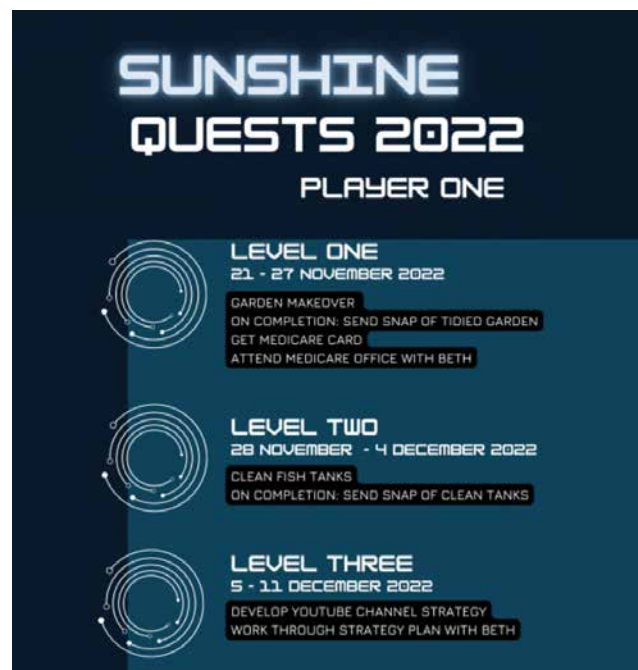 SUNSHINE
QUESTS 2022
PLAYER ONE
LEVEL ONE
21 - 27 NOVEMBER 2022
GARDEN MAKEOVER
ON COMPLETION: SEND SNAP OF TIDIED GARDEN
GET MEDICARE CARD
ATTEND MEDICARE OFFICE WITH BETH
LEVEL TWO
28 NOVEMBER - 4 DECEMBER 2022
CLEAN FISH TANKS
ON COMPLETION: SEND SNAP OF CLEAN TANKS
LEVEL THREE
5 - 11 DECEMBER 2022
DEVELOP YOUTUBE CHANNEL STRATEGY
WORK THROUGH STRATEGY PLAN WITH BETH